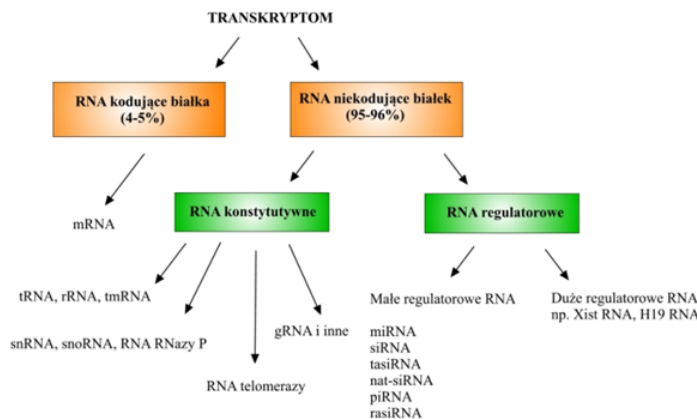 TRANSKRYPTOM
RNA kodujące białka
(4-5%)
RNA niekodujące białek
(95-96%)
mRNA
RNA konstytutywne
RNA regulatorowe
tRNA, rRNA, tmRNA
snRNA, snoRNA, RNA RNazy P
RNA telomerazy
gRNA i inne
Małe regulatorowe RNA
miRNA
siRNA
tasiRNA
nat-siRNA
piRNA
rasiRNA
Duże regulatorowe RNA
np. Xist RNA, H19 RNA